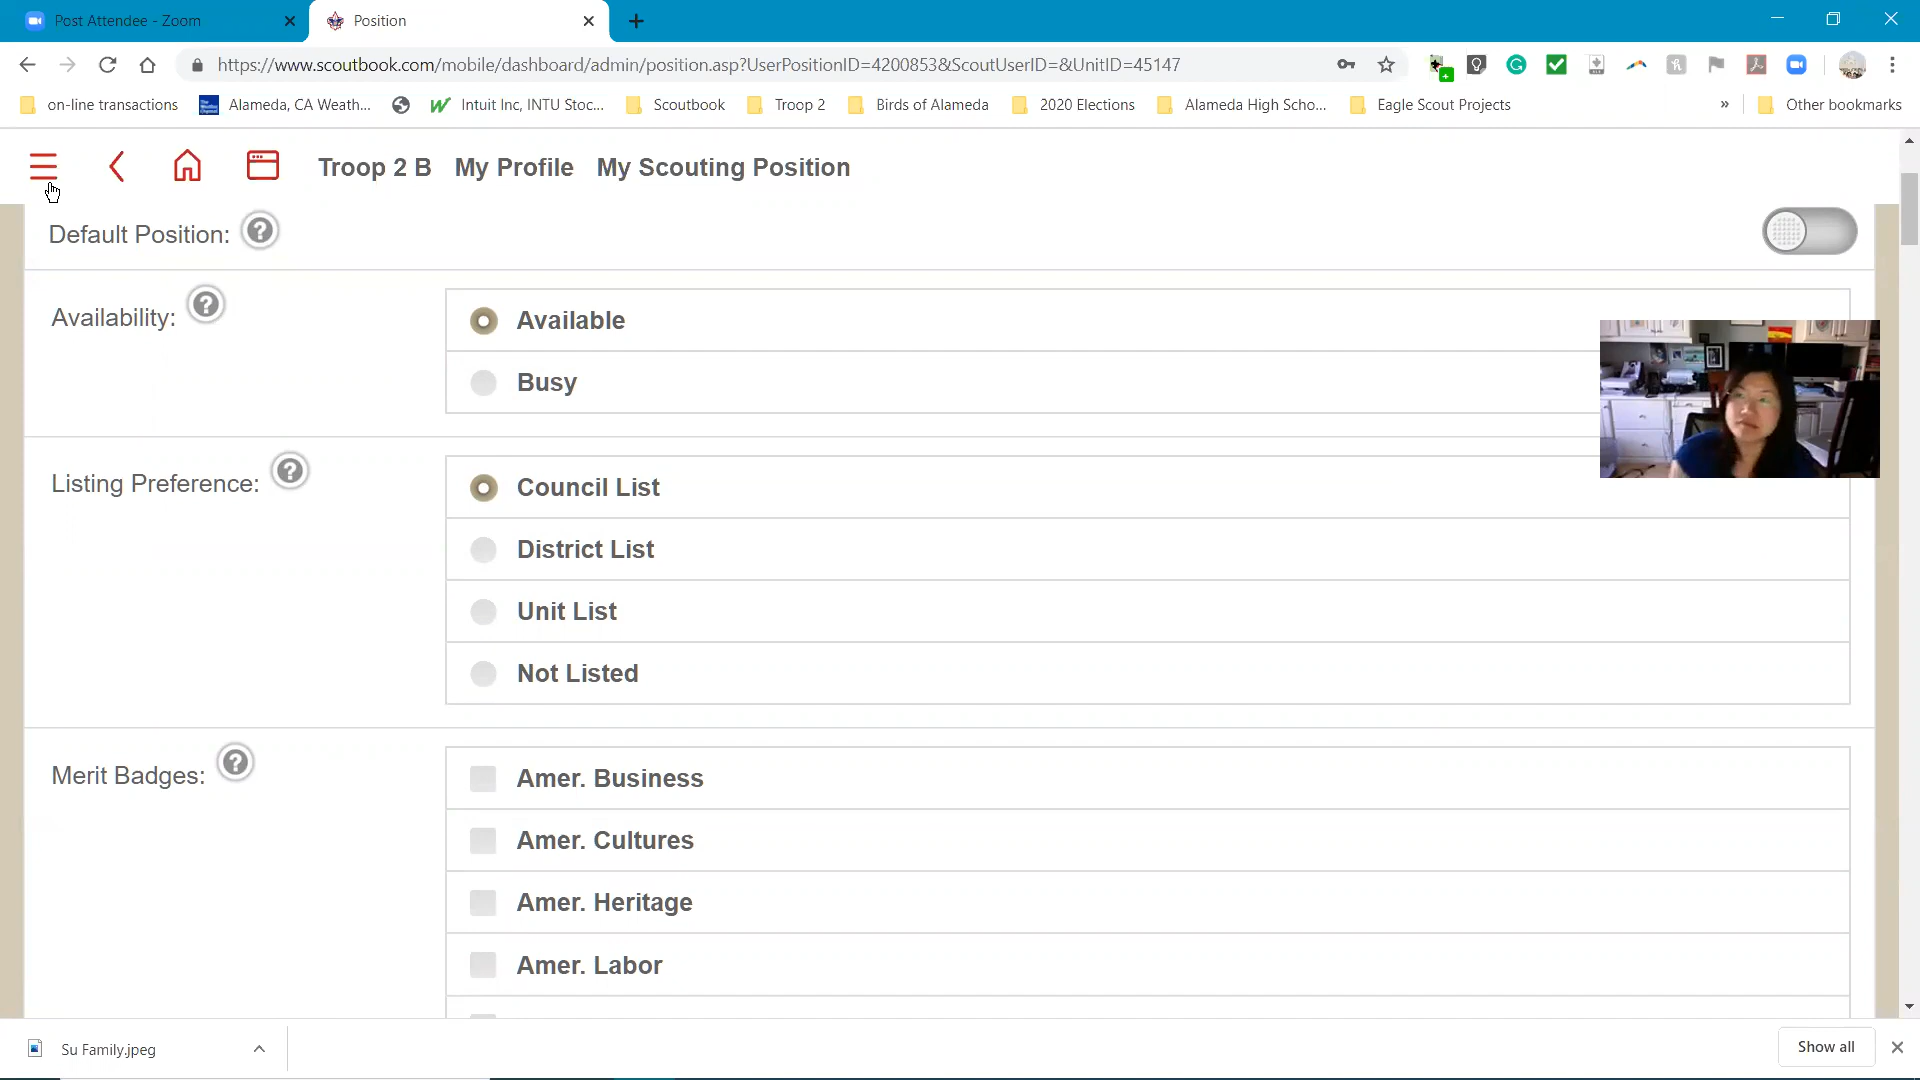 Post Attendee - Zoom
Position
https://www.scoutbook.com/mobile/dashboard/admin/position.asp?UserPositionID=4200853&ScoutUserID=&UnitID=45147
on-line transactions
Alameda, CA Weath...
Intuit Inc, INTU Stoc...
Scoutbook
Troop 2
Birds of Alameda
2020 Elections
Alameda High Scho...
Eagle Scout Projects
»
Other bookmarks
Troop 2 B My Profile My Scouting Position
Default Position: ?
Availability: ?
Available
Busy
Listing Preference: ?
Council List
District List
Unit List
Not Listed
Merit Badges: ?
Amer. Business
Amer. Cultures
Amer. Heritage
Amer. Labor
Su Family.jpeg
Show all